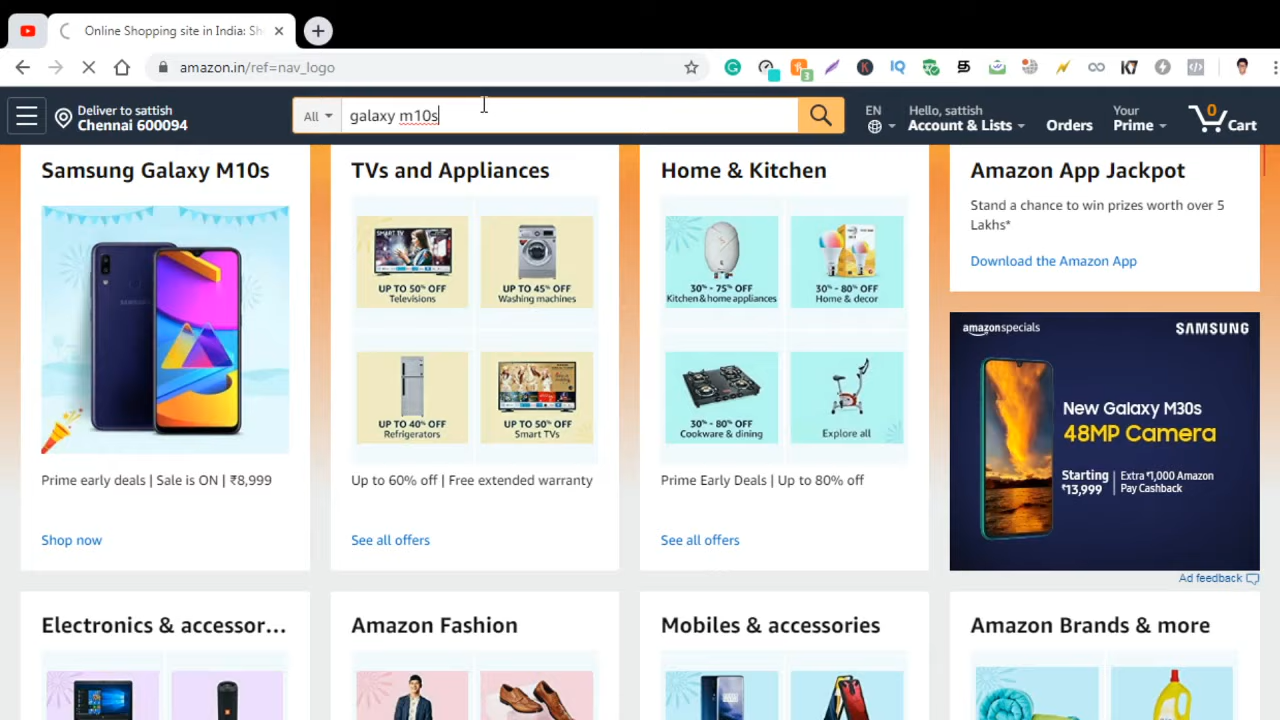 Online Shopping site in India: Sh
amazon.in/ref=nav_logo
3
Deliver to sattish
Chennai 600094
All
galaxy m10s
EN
Hello, sattish
Account & Lists
Orders
Your
Prime
0
Cart
Samsung Galaxy M10s
SAMSUNG
Prime early deals | Sale is ON | ₹8,999
Shop now
TVs and Appliances
SMART TV
UP TO 50% OFF
Televisions
UP TO 45% OFF
Washing machines
UP TO 40% OFF
Refrigerators
UP TO 50% OFF
Smart TVs
Up to 60% off | Free extended warranty
See all offers
Home & Kitchen
30% - 75% OFF
Kitchen & home appliances
30% - 80% OFF
Home & decor
30% - 80% OFF
Cookware & dining
Explore all
Prime Early Deals | Up to 80% off
See all offers
Amazon App Jackpot
Stand a chance to win prizes worth over 5
Lakhs*
Download the Amazon App
amazonspecials
SAMSUNG
New Galaxy M30s
48MP Camera
Starting
₹13,999
Extra ₹1,000 Amazon
Pay Cashback
Ad feedback
Electronics & accessor...
Amazon Fashion
Mobiles & accessories
Amazon Brands & more